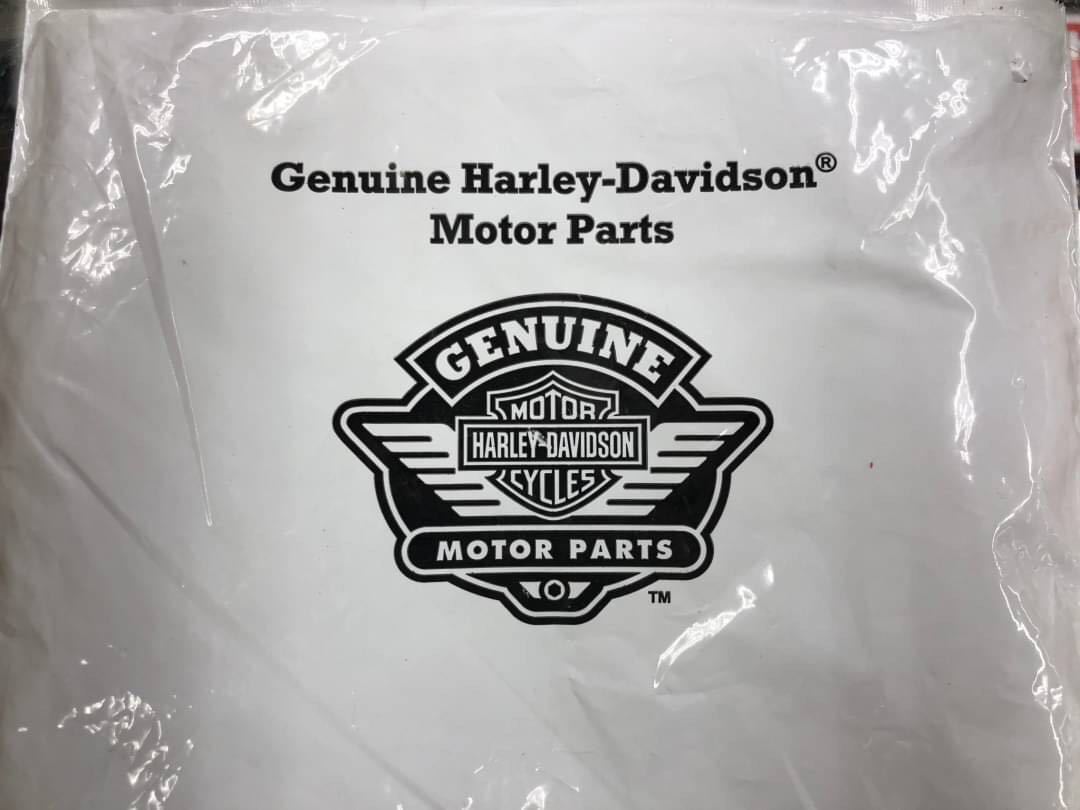 Genuine Harley-Davidson®
Motor Parts
GENUINE
MOTOR
HARLEY-DAVIDSON
CYCLES
MOTOR PARTS
TM